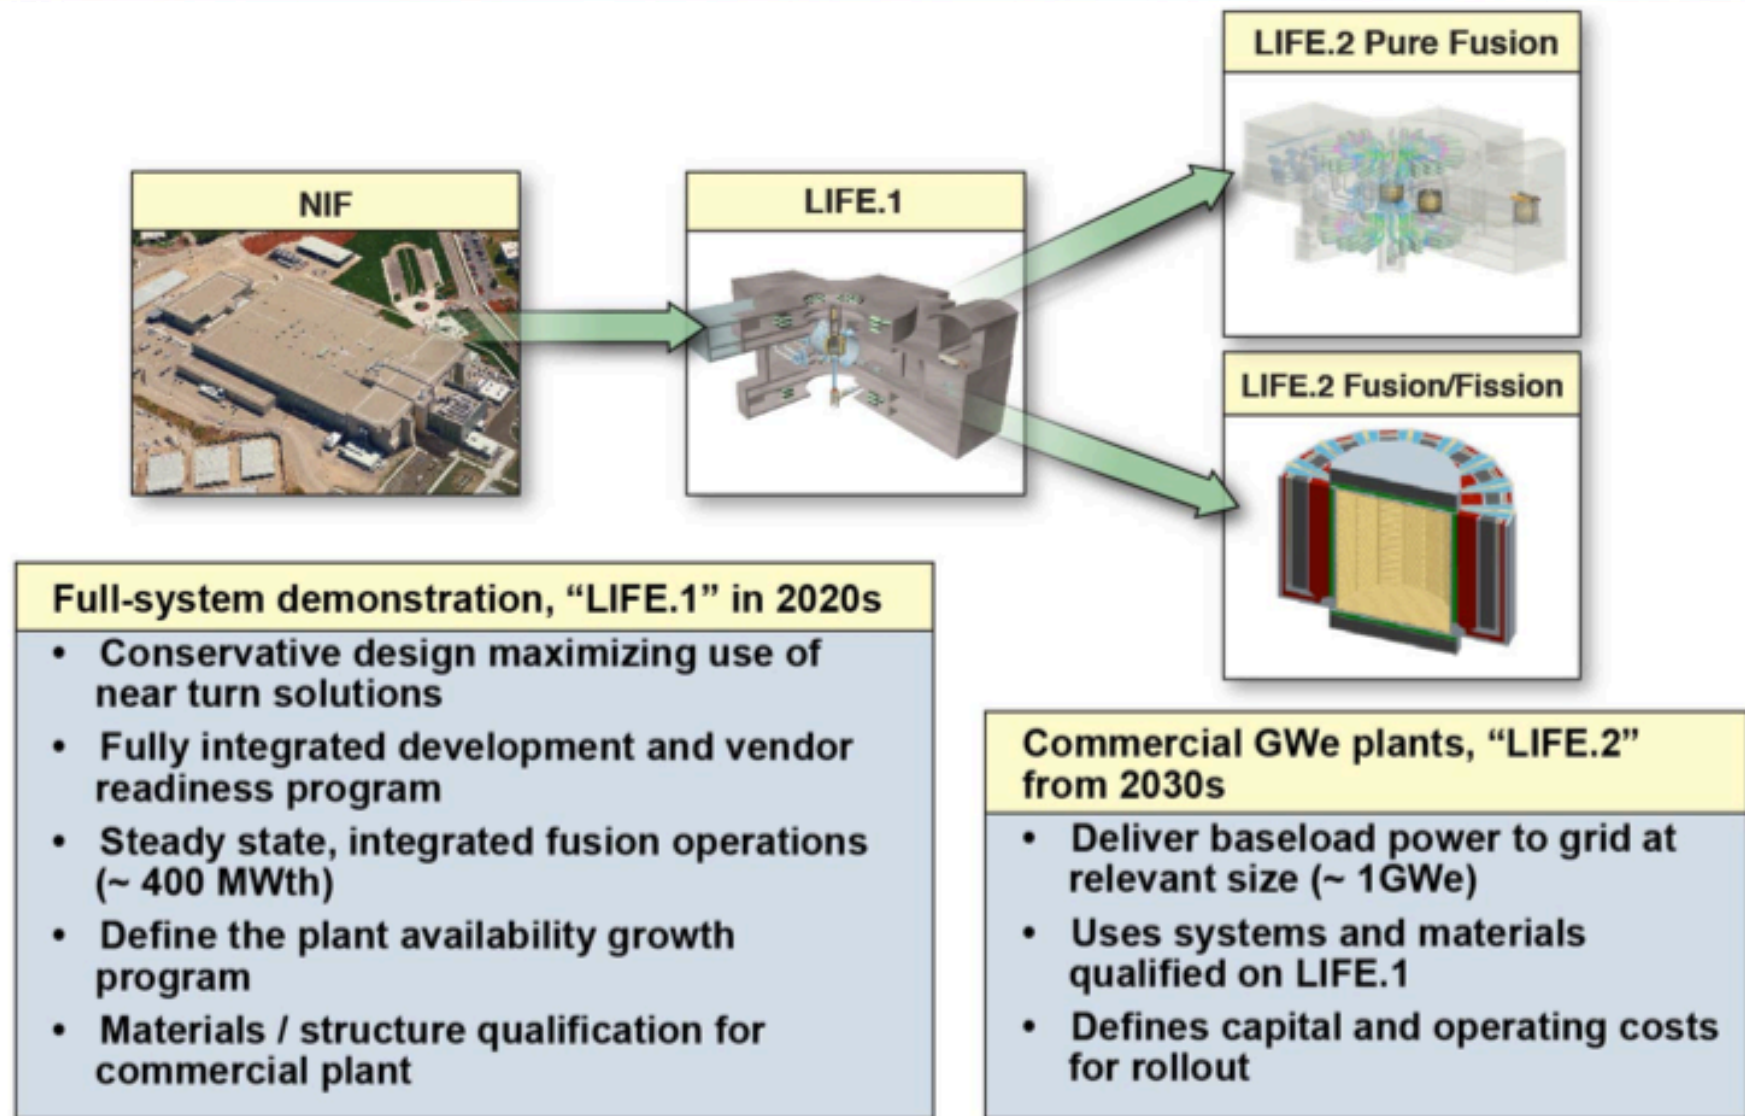 NIF
LIFE.1
LIFE.2 Pure Fusion
LIFE.2 Fusion/Fission
Full-system demonstration, “LIFE.1” in 2020s
• Conservative design maximizing use of
near turn solutions
• Fully integrated development and vendor
readiness program
• Steady state, integrated fusion operations
(~ 400 MWth)
• Define the plant availability growth
program
• Materials / structure qualification for
commercial plant
Commercial GWe plants, “LIFE.2”
from 2030s
• Deliver baseload power to grid at
relevant size (~ 1GWe)
• Uses systems and materials
qualified on LIFE.1
• Defines capital and operating costs
for rollout